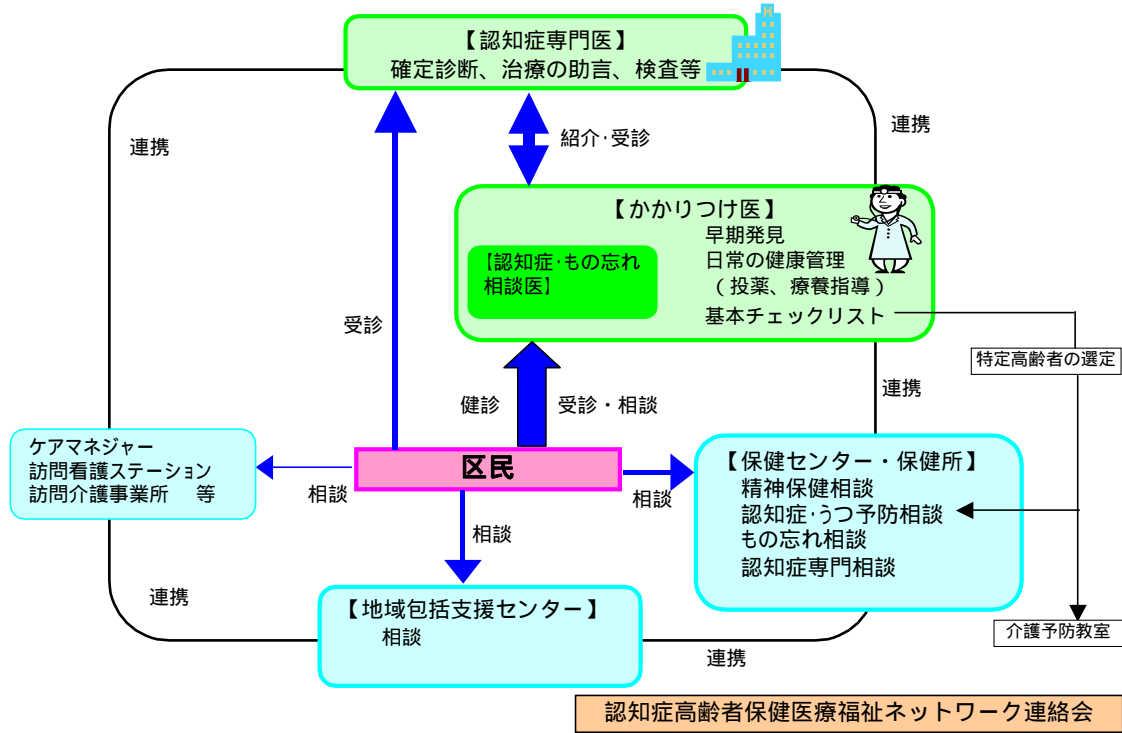 【認知症専門医】
確定診断、治療の助言、検査等
連携
連携
紹介･受診
【かかりつけ医】
早期発見
日常の健康管理
（投薬、療養指導）
基本チェックリスト
【認知症･もの忘れ
相談医】
受診
特定高齢者の選定
連携
健診
受診・相談
ケアマネジャー
訪問看護ステーション
訪問介護事業所　等
相談
区民
相談
【保健センター・保健所】
精神保健相談
認知症･うつ予防相談
もの忘れ相談
認知症専門相談
相談
連携
【地域包括支援センター】
相談
連携
介護予防教室
認知症高齢者保健医療福祉ネットワーク連絡会